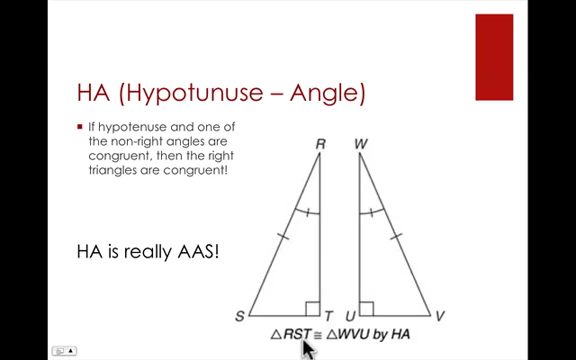 HA (Hypotunuse – Angle)
If hypotenuse and one of
the non-right angles are
congruent, then the right
triangles are congruent!
HA is really AAS!
R W
S T U V
△RST ≅ △WVU by HA